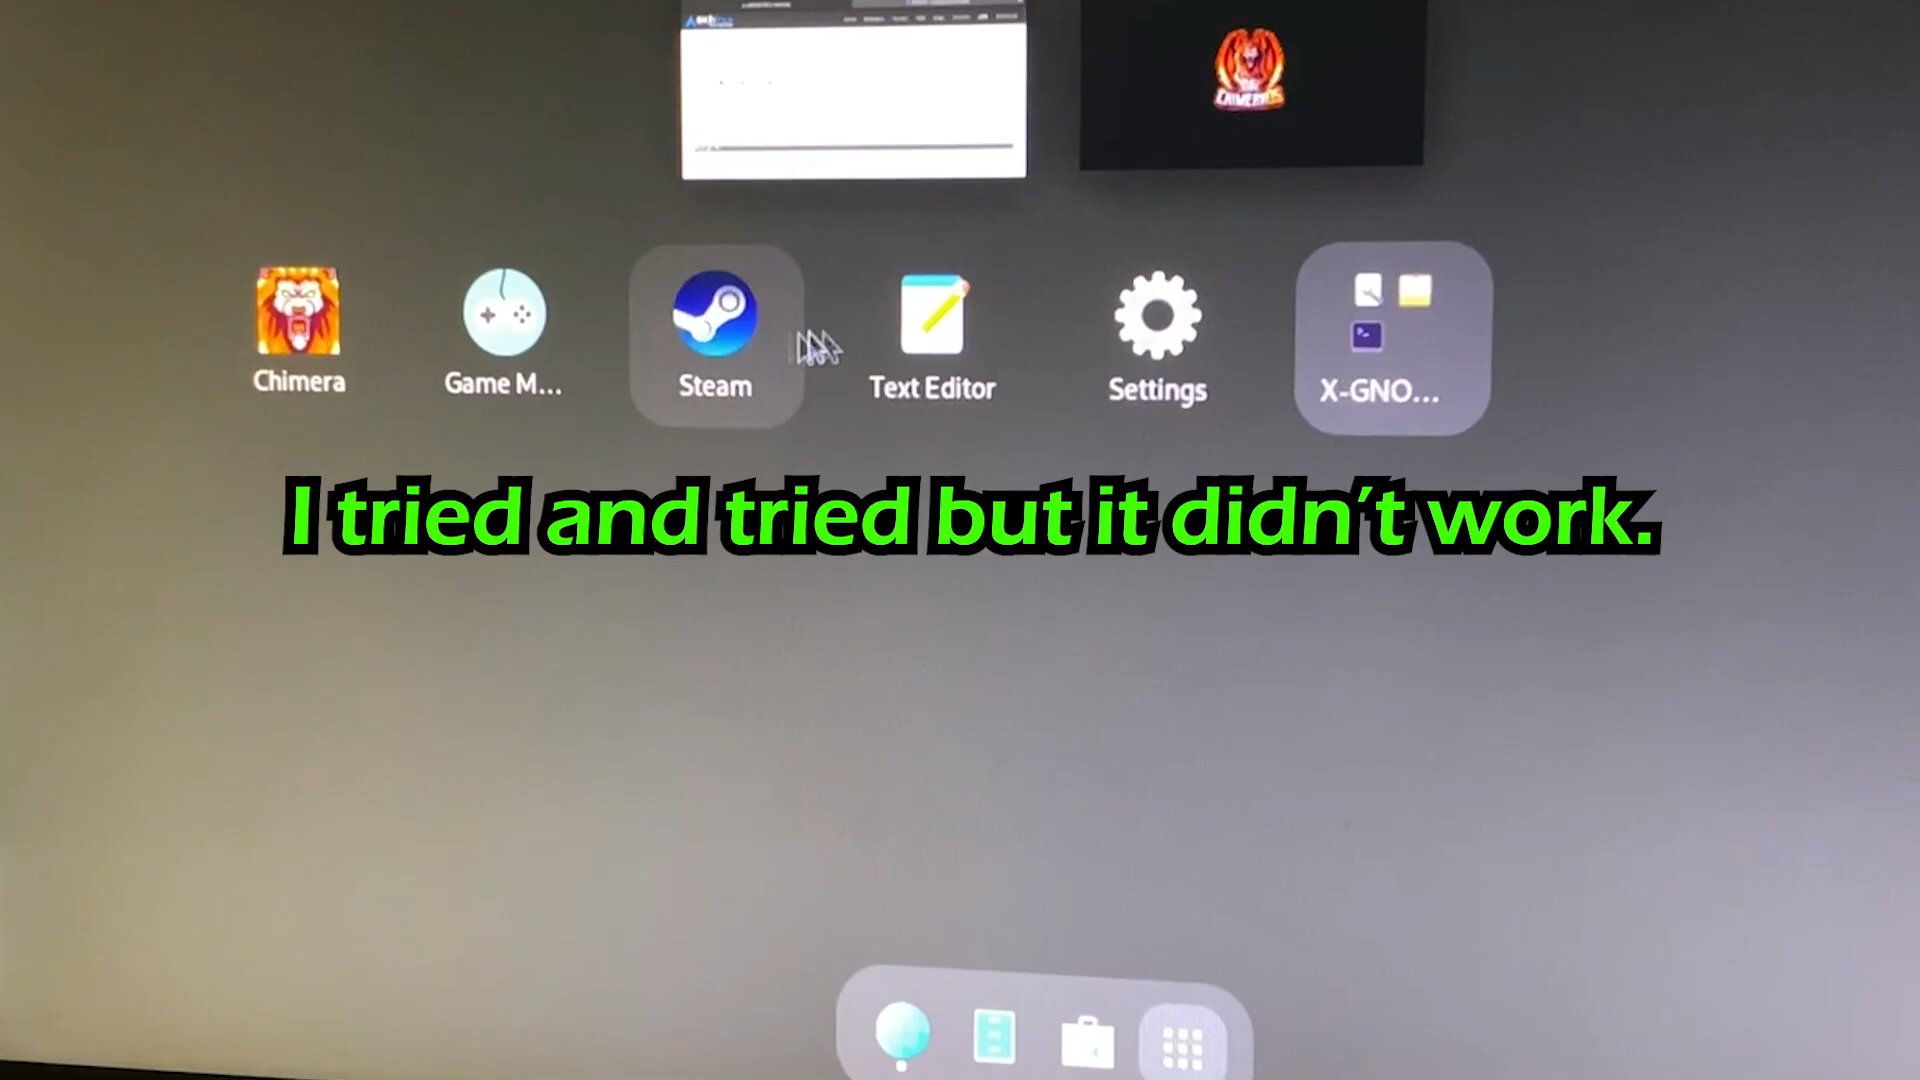 Chimera
Game M...
Steam
Text Editor
Settings
X-GNO...
I tried and tried but it didn't work.